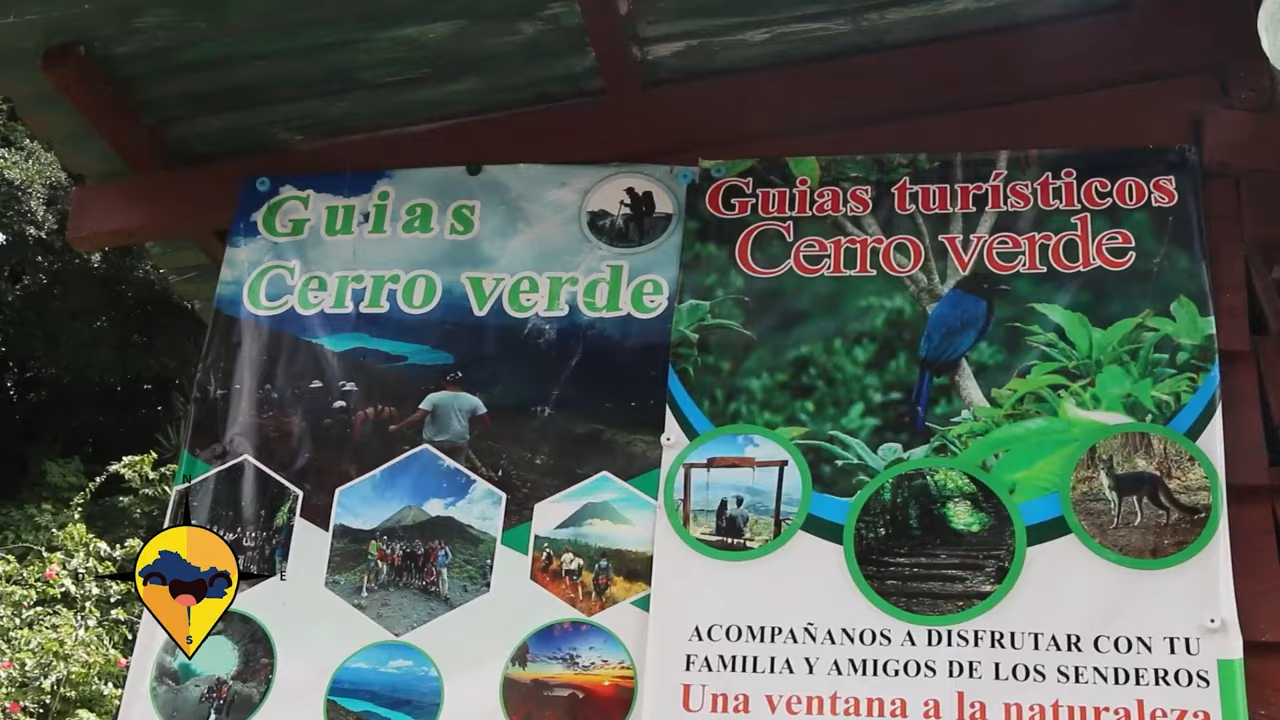 Guias
Cerro verde
Guias turísticos
Cerro verde
ACOMPAÑANOS A DISFRUTAR CON TU
FAMILIA Y AMIGOS DE LOS SENDEROS
Una ventana a la naturaleza
N
E
S